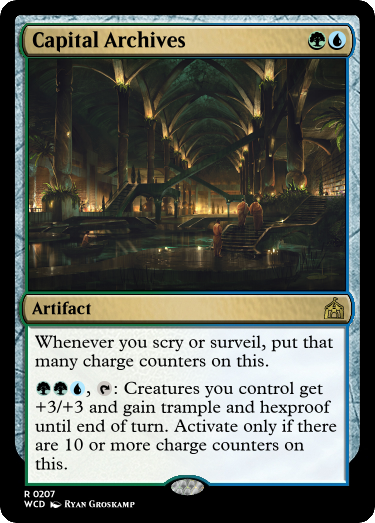 Capital Archives
Artifact
Whenever you scry or surveil, put that
many charge counters on this.
, : Creatures you control get
+3/+3 and gain trample and hexproof
until end of turn. Activate only if there
are 10 or more charge counters on
this.
R 0207
WCD Ryan Groskamp